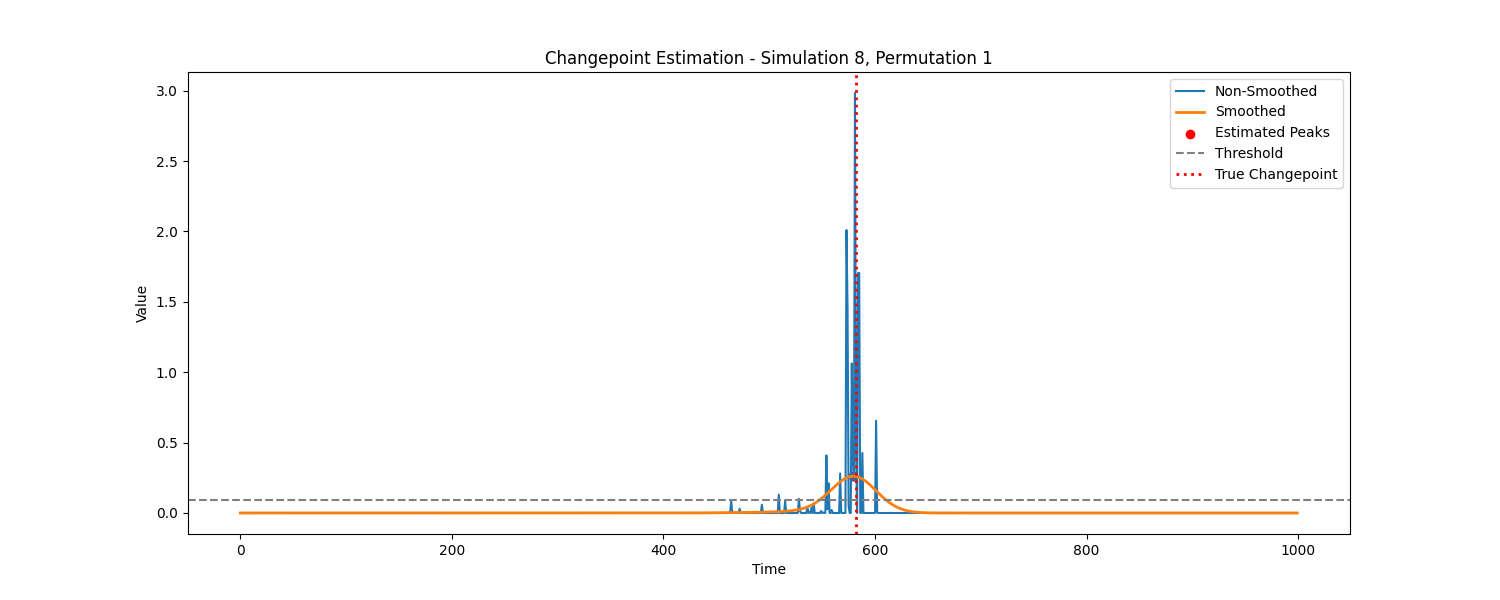 Changepoint Estimation - Simulation 8, Permutation 1
Non-Smoothed
Smoothed
Estimated Peaks
Threshold
True Changepoint
3.0
2.5
2.0
1.5
1.0
0.5
0.0
Value
0 200 400 600 800 1000
Time